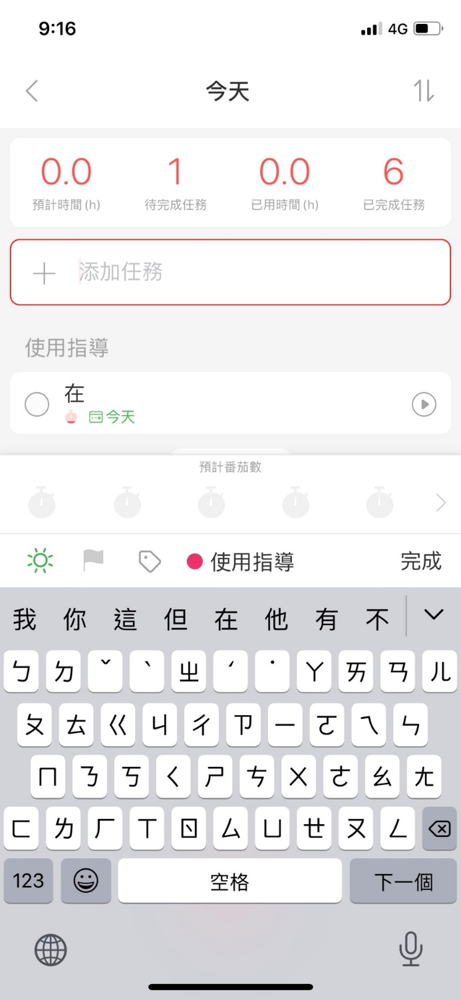 9:16
4G
今天
0.0 1 0.0 6
預計時間(h) 待完成任務 已用時間(h) 已完成任務
添加任務
使用指導
在
今天
預計番茄數
使用指導 完成
我 你 這 但 在 他 有 不
ㄅ ㄉ ˇ ˋ ㄓ ˊ ˙ ㄚ ㄞ ㄢ ㄦ
ㄆ ㄊ ㄍ ㄐ ㄔ ㄗ ㄧ ㄛ ㄟ ㄣ
ㄇ ㄋ ㄎ ㄑ ㄕ ㄘ ㄨ ㄜ ㄠ ㄤ
ㄈ ㄌ ㄏ ㄒ ㄖ ㄙ ㄩ ㄝ ㄡ ㄥ
123 空格 下一個